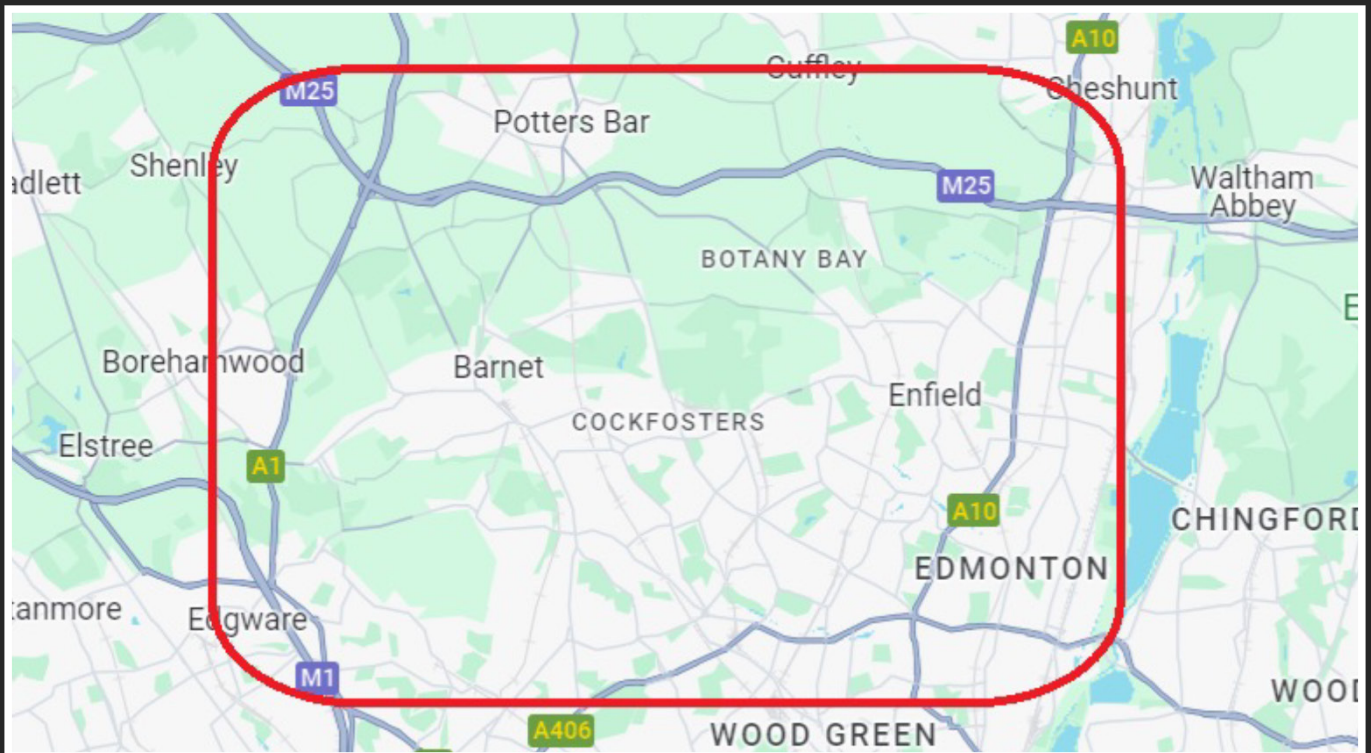 A10
Cuffley
M25
Cheshunt
Potters Bar
Shenley
adlett
M25
Waltham
Abbey
BOTANY BAY
E
Borehamwood
Barnet
Enfield
COCKFOSTERS
Elstree
A1
A10
CHINGFORD
EDMONTON
tanmore
Edgware
M1
WOO
A406
WOOD GREEN